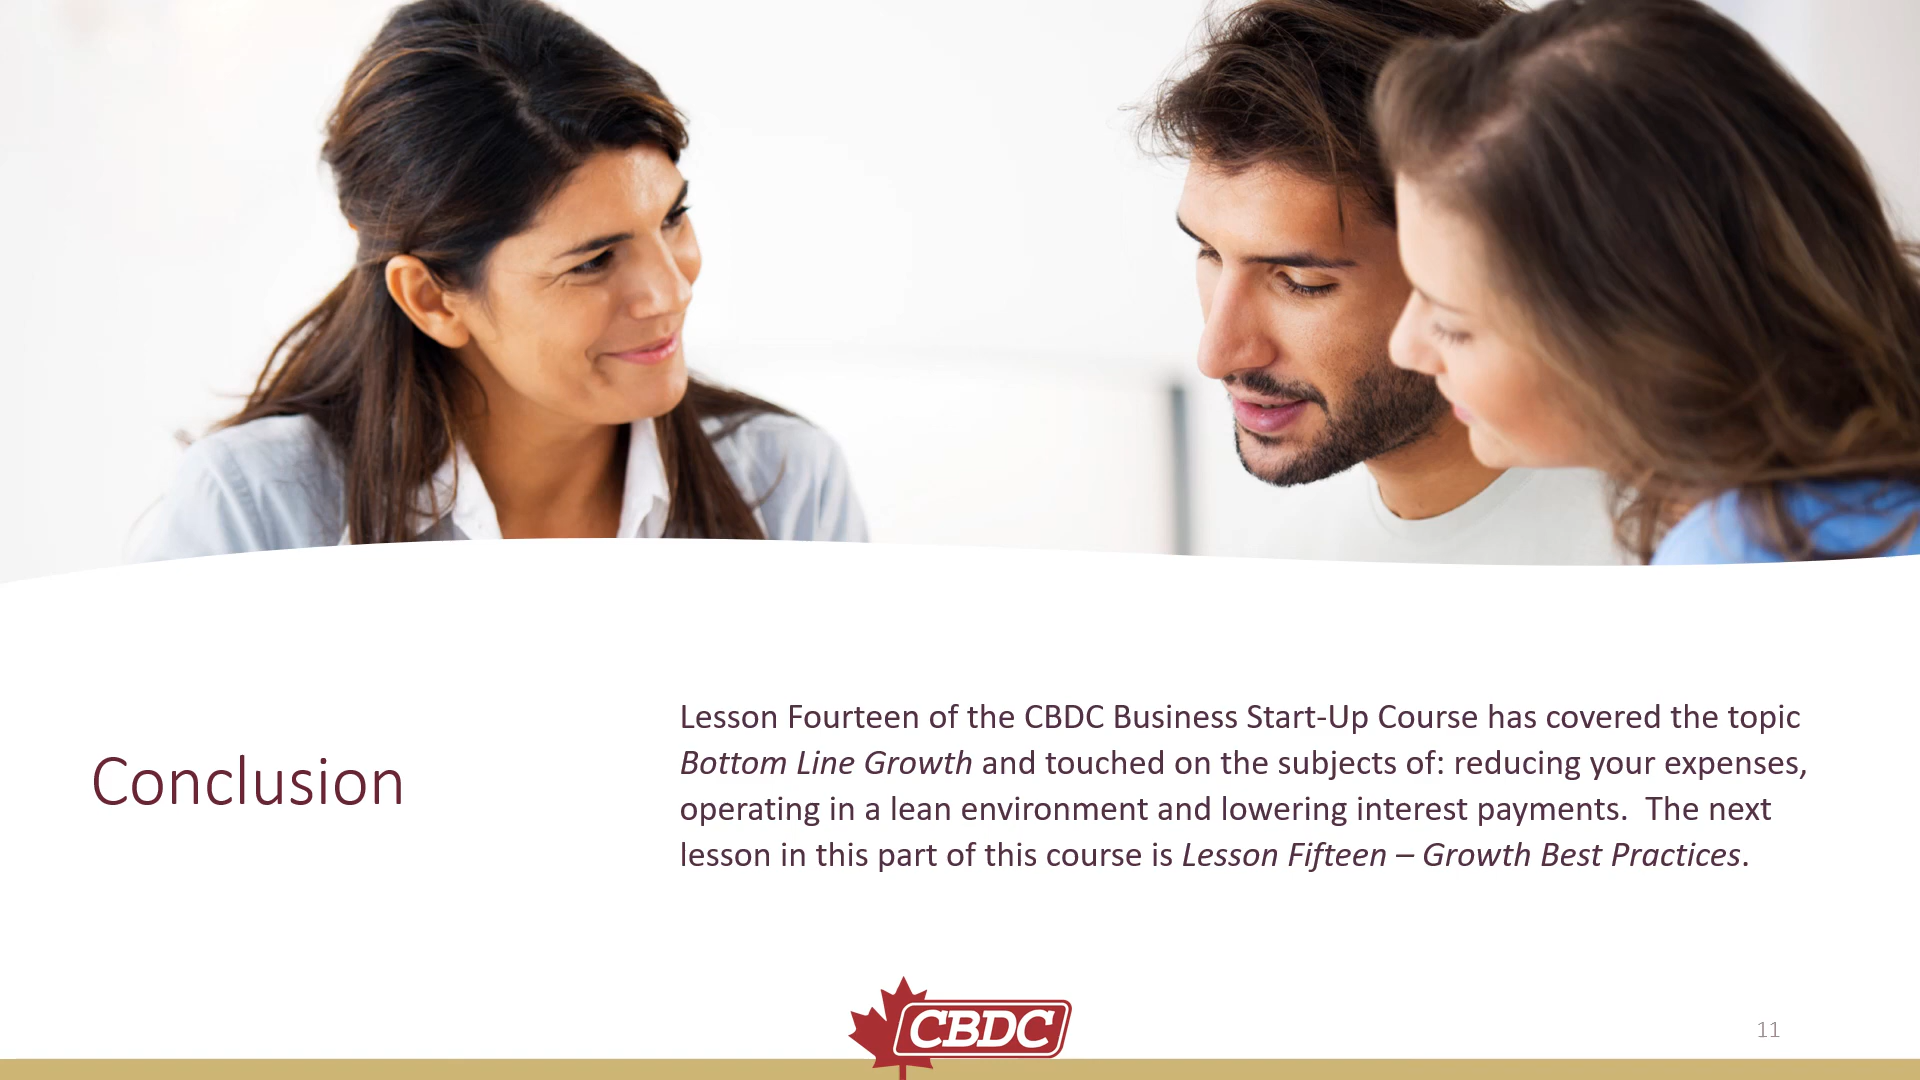 Conclusion
Lesson Fourteen of the CBDC Business Start-Up Course has covered the topic
Bottom Line Growth and touched on the subjects of: reducing your expenses,
operating in a lean environment and lowering interest payments.  The next
lesson in this part of this course is Lesson Fifteen – Growth Best Practices.
CBDC
11